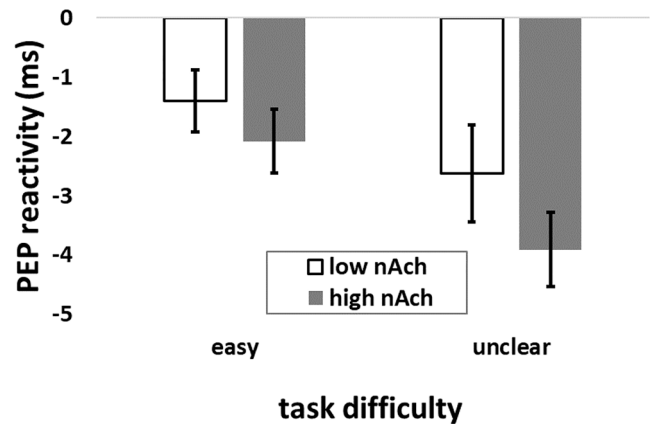 0
-1
-2
-3
-4
-5
PEP reactivity (ms)
low nAch
high nAch
easy
unclear
task difficulty